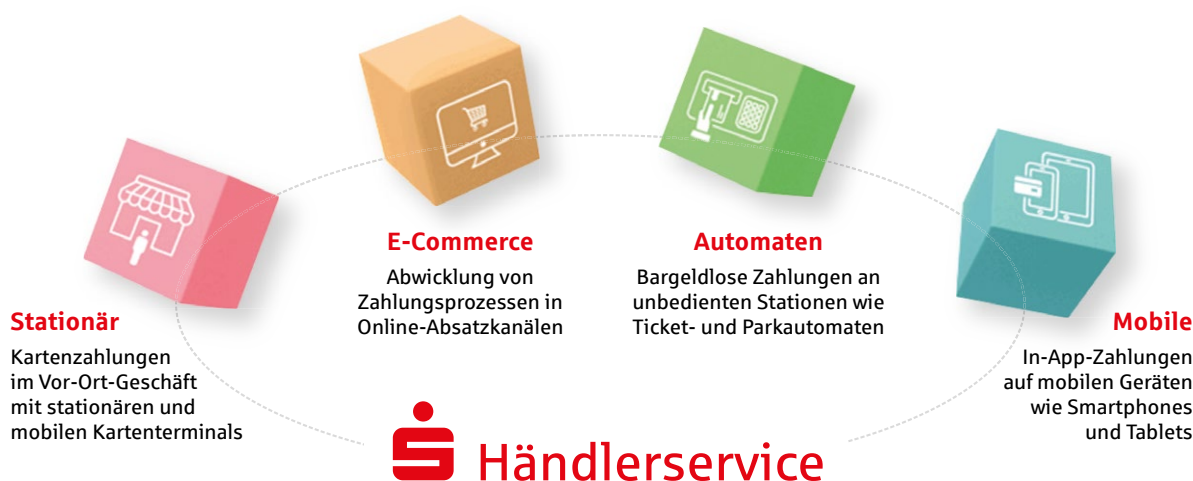 Stationär
Kartenzahlungen
im Vor-Ort-Geschäft
mit stationären und
mobilen Kartenterminals
E-Commerce
Abwicklung von
Zahlungsprozessen in
Online-Absatzkanälen
Automaten
Bargeldlose Zahlungen an
unbedienten Stationen wie
Ticket- und Parkautomaten
Mobile
In-App-Zahlungen
auf mobilen Geräten
wie Smartphones
und Tablets
Händlerservice